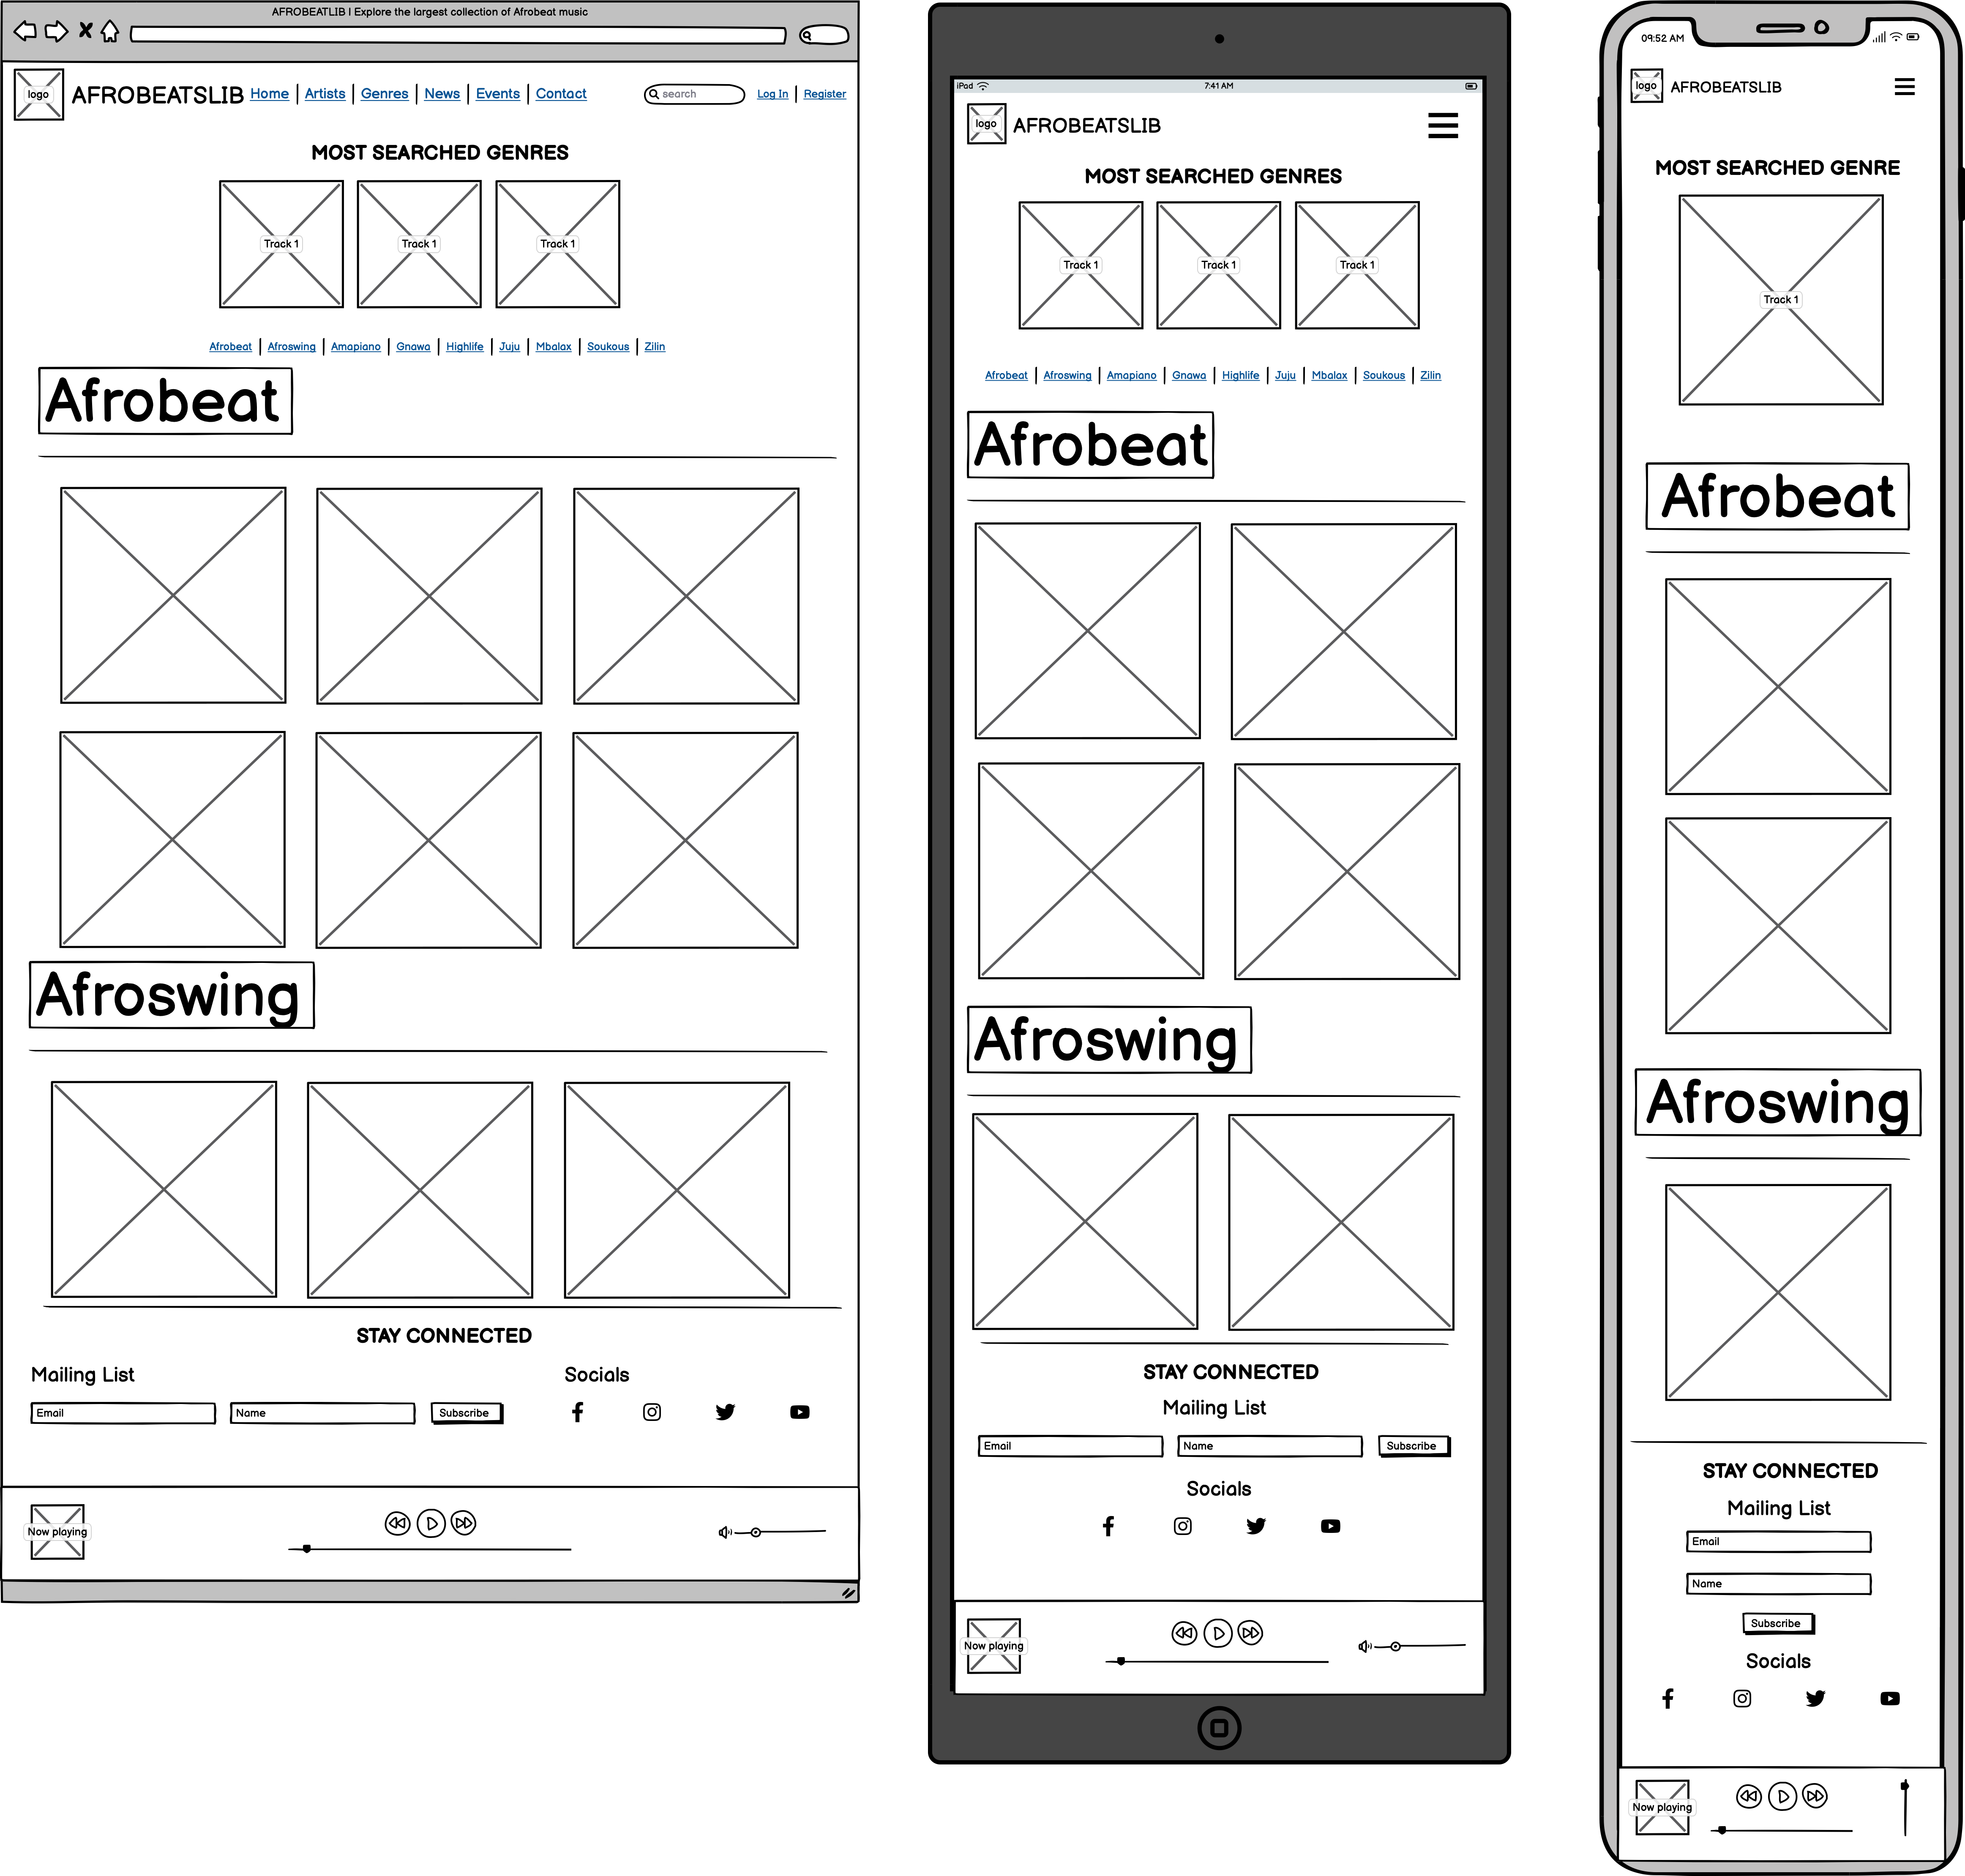 AFROBEATLIB | Explore the largest collection of Afrobeat music
logo AFROBEATSLIB Home Artists Genres News Events Contact search Log In Register
MOST SEARCHED GENRES
Track 1 Track 1 Track 1
Afrobeat Afroswing Amapiano Gnawa Highlife Juju Mbalax Soukous Zilin
Afrobeat
Afroswing
STAY CONNECTED
Mailing List Socials
Email Name Subscribe
Now playing
iPad 7:41 AM
logo AFROBEATSLIB
MOST SEARCHED GENRES
Track 1 Track 1 Track 1
Afrobeat Afroswing Amapiano Gnawa Highlife Juju Mbalax Soukous Zilin
Afrobeat
Afroswing
STAY CONNECTED
Mailing List
Email Name Subscribe
Socials
Now playing
09:52 AM
logo AFROBEATSLIB
MOST SEARCHED GENRE
Track 1
Afrobeat
Afroswing
STAY CONNECTED
Mailing List
Email
Name
Subscribe
Socials
Now playing